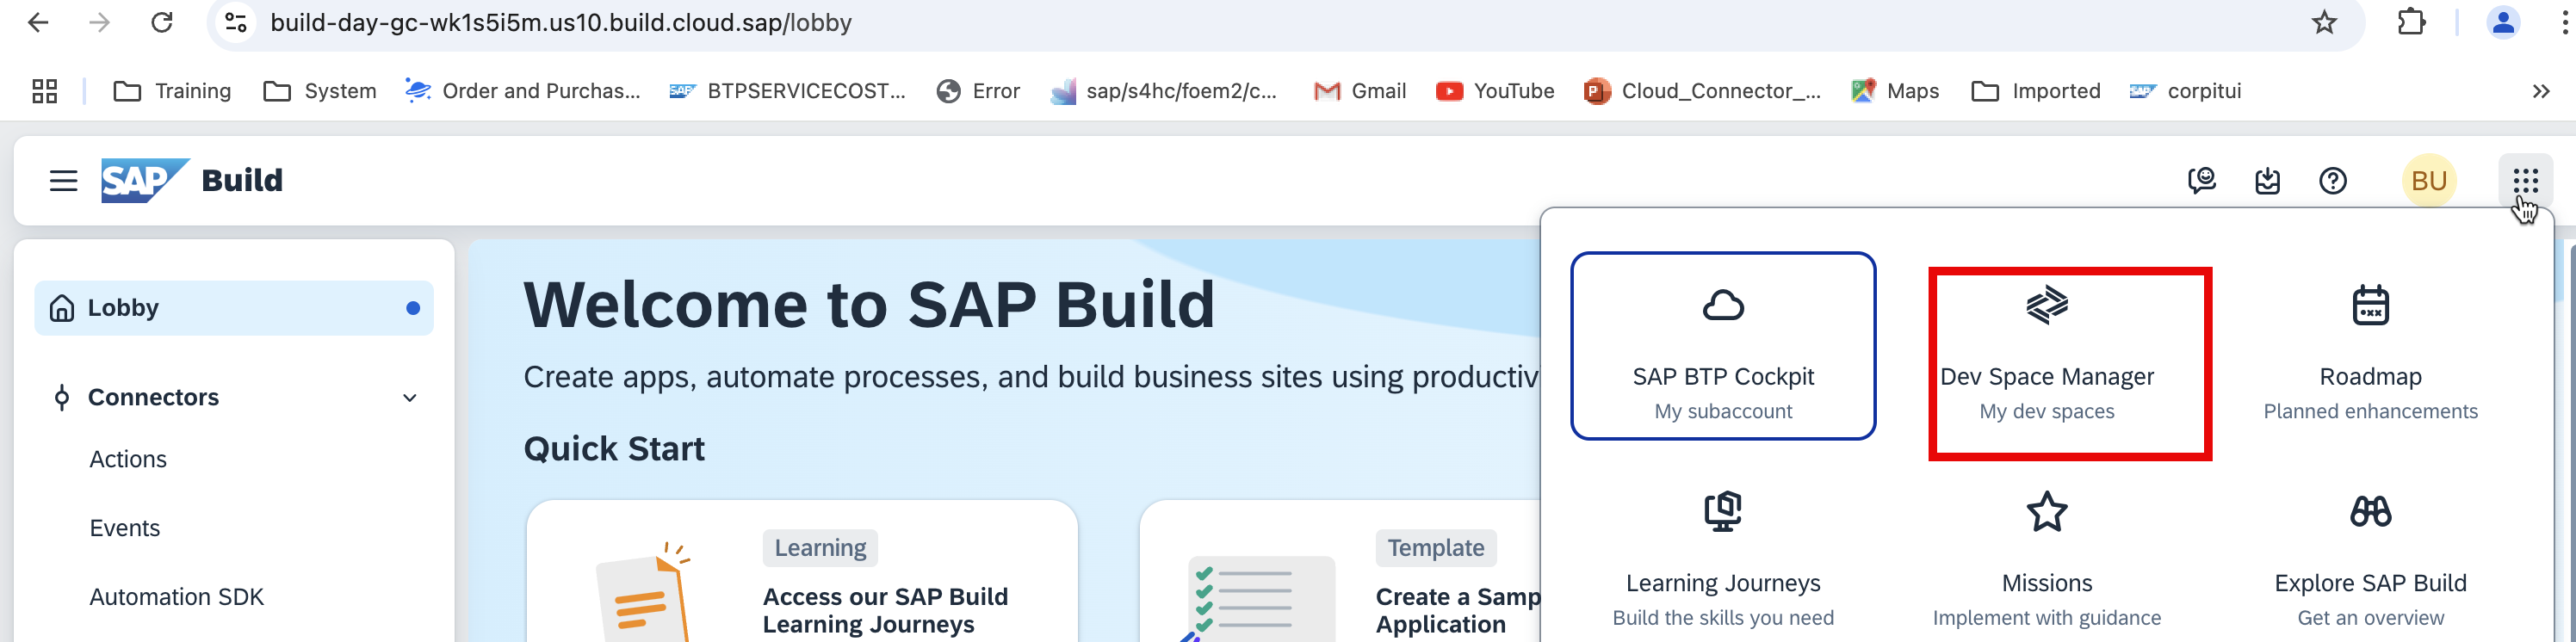 build-day-gc-wk1s5i5m.us10.build.cloud.sap/lobby
Training System Order and Purchas... SAP BTPSERVICECOST... Error sap/s4hc/foem2/c... Gmail YouTube P Cloud_Connector_... Maps Imported SAP corpitui »
SAP Build
BU
Lobby
Connectors
Actions
Events
Automation SDK
Welcome to SAP Build
Create apps, automate processes, and build business sites using productiv
Quick Start
Learning
Access our SAP Build
Learning Journeys
Template
Create a Samp
Application
SAP BTP Cockpit
My subaccount
Dev Space Manager
My dev spaces
Roadmap
Planned enhancements
Learning Journeys
Build the skills you need
Missions
Implement with guidance
Explore SAP Build
Get an overview